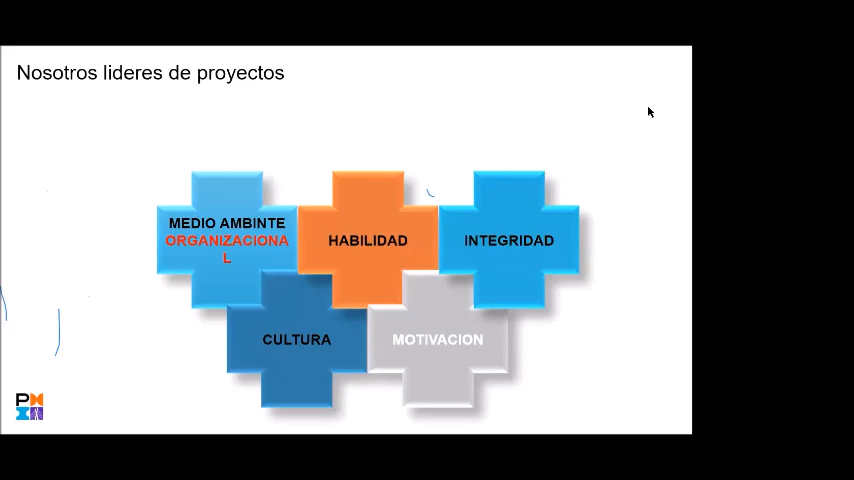 Nosotros lideres de proyectos
MEDIO AMBINTE
ORGANIZACIONA
L
HABILIDAD
INTEGRIDAD
CULTURA
MOTIVACION